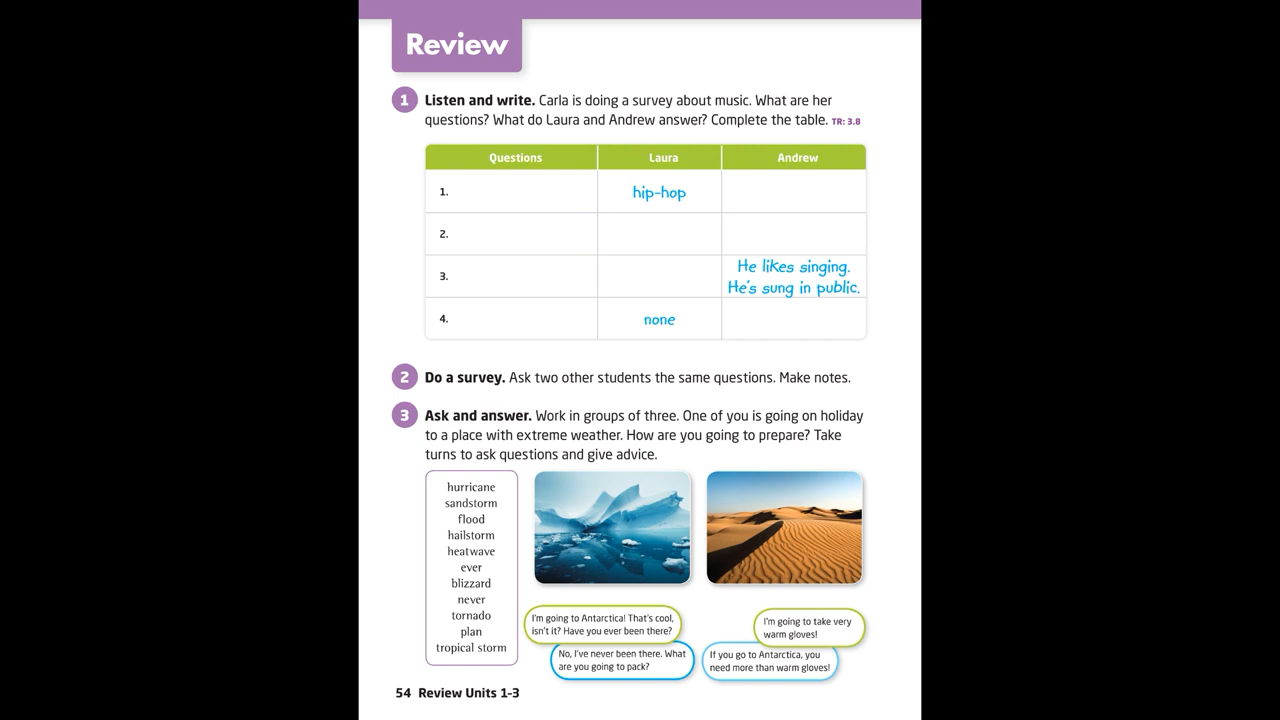 Review
1 Listen and write. Carla is doing a survey about music. What are her
questions? What do Laura and Andrew answer? Complete the table. TR: 3.8
Questions Laura Andrew
1. hip-hop
2.
3. He likes singing.
He's sung in public.
4. none
2 Do a survey. Ask two other students the same questions. Make notes.
3 Ask and answer. Work in groups of three. One of you is going on holiday
to a place with extreme weather. How are you going to prepare? Take
turns to ask questions and give advice.
hurricane
sandstorm
flood
hailstorm
heatwave
ever
blizzard
never
tornado
plan
tropical storm
I'm going to Antarctica! That's cool,
isn't it? Have you ever been there?
No, I've never been there. What
are you going to pack?
I'm going to take very
warm gloves!
If you go to Antarctica, you
need more than warm gloves!
54 Review Units 1–3